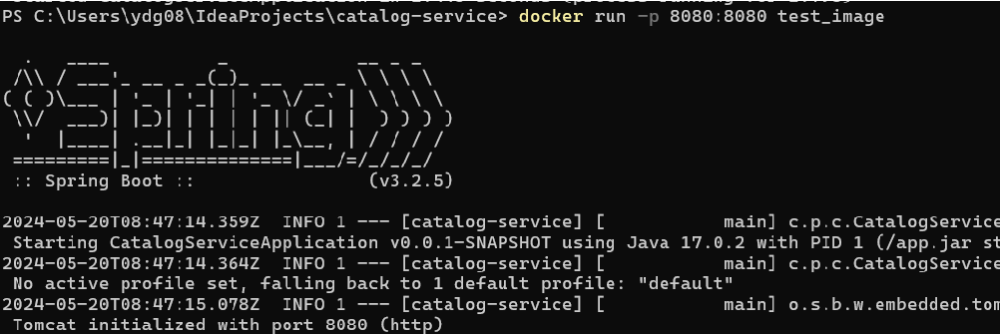 PS C:\Users\ydg08\IdeaProjects\catalog-service> docker run -p 8080:8080 test_image
  .   ____          _            __ _ _
 /\\ / ___'_ __ _ _(_)_ __  __ _ \ \ \ \
( ( )\___ | '_ | '_| | '_ \/ _` | \ \ \ \
 \\/  ___)| |_)| | | | | || (_| |  ) ) ) )
  '  |____| .__|_| |_|_| |_\__, | / / / /
 =========|_|==============|___/=/_/_/_/
 :: Spring Boot ::                (v3.2.5)
2024-05-20T08:47:14.359Z  INFO 1 --- [catalog-service] [           main] c.p.c.CatalogService
 Starting CatalogServiceApplication v0.0.1-SNAPSHOT using Java 17.0.2 with PID 1 (/app.jar st
2024-05-20T08:47:14.364Z  INFO 1 --- [catalog-service] [           main] c.p.c.CatalogService
 No active profile set, falling back to 1 default profile: "default"
2024-05-20T08:47:15.078Z  INFO 1 --- [catalog-service] [           main] o.s.b.w.embedded.tom
 Tomcat initialized with port 8080 (http)